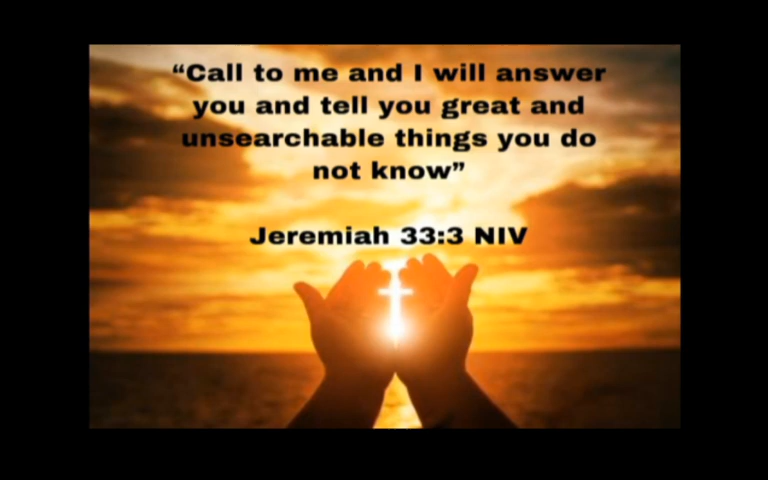 “Call to me and I will answer
you and tell you great and
unsearchable things you do
not know”
Jeremiah 33:3 NIV